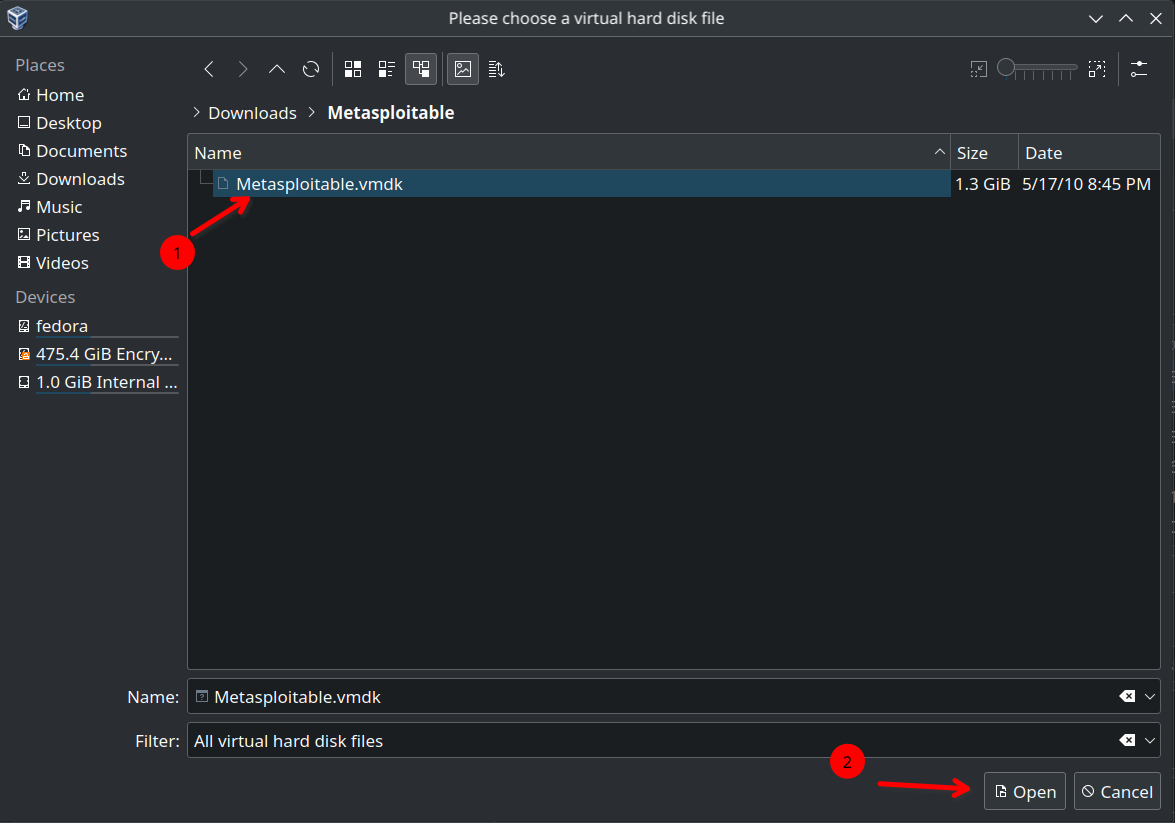 Please choose a virtual hard disk file
Places
Home
Desktop
Documents
Downloads
Music
Pictures
Videos
Devices
fedora
475.4 GiB Encry...
1.0 GiB Internal ...
> Downloads > Metasploitable
Name Size Date
Metasploitable.vmdk 1.3 GiB 5/17/10 8:45 PM
1
Name: Metasploitable.vmdk
Filter: All virtual hard disk files
2
Open Cancel